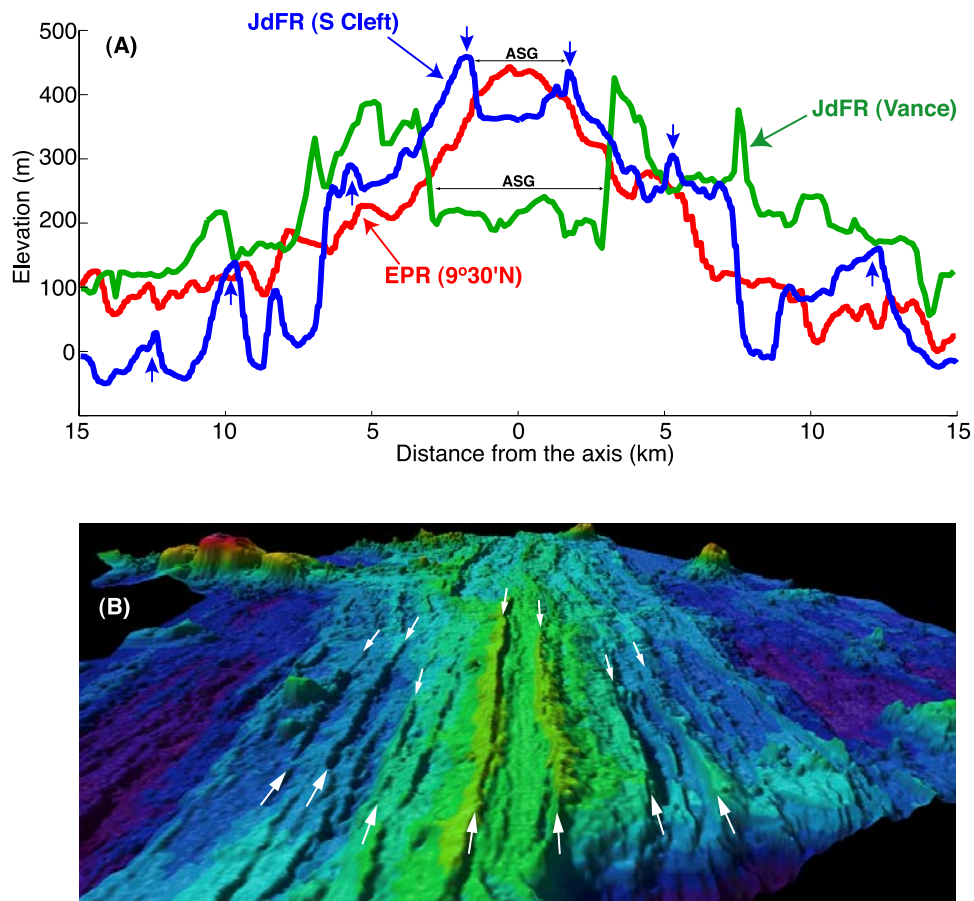 JdFR (S Cleft)
500
(A)
ASG
400
JdFR (Vance)
300
ASG
200
EPR (9º30'N)
100
0
Elevation (m)
15 10 5 0 5 10 15
Distance from the axis (km)
(B)